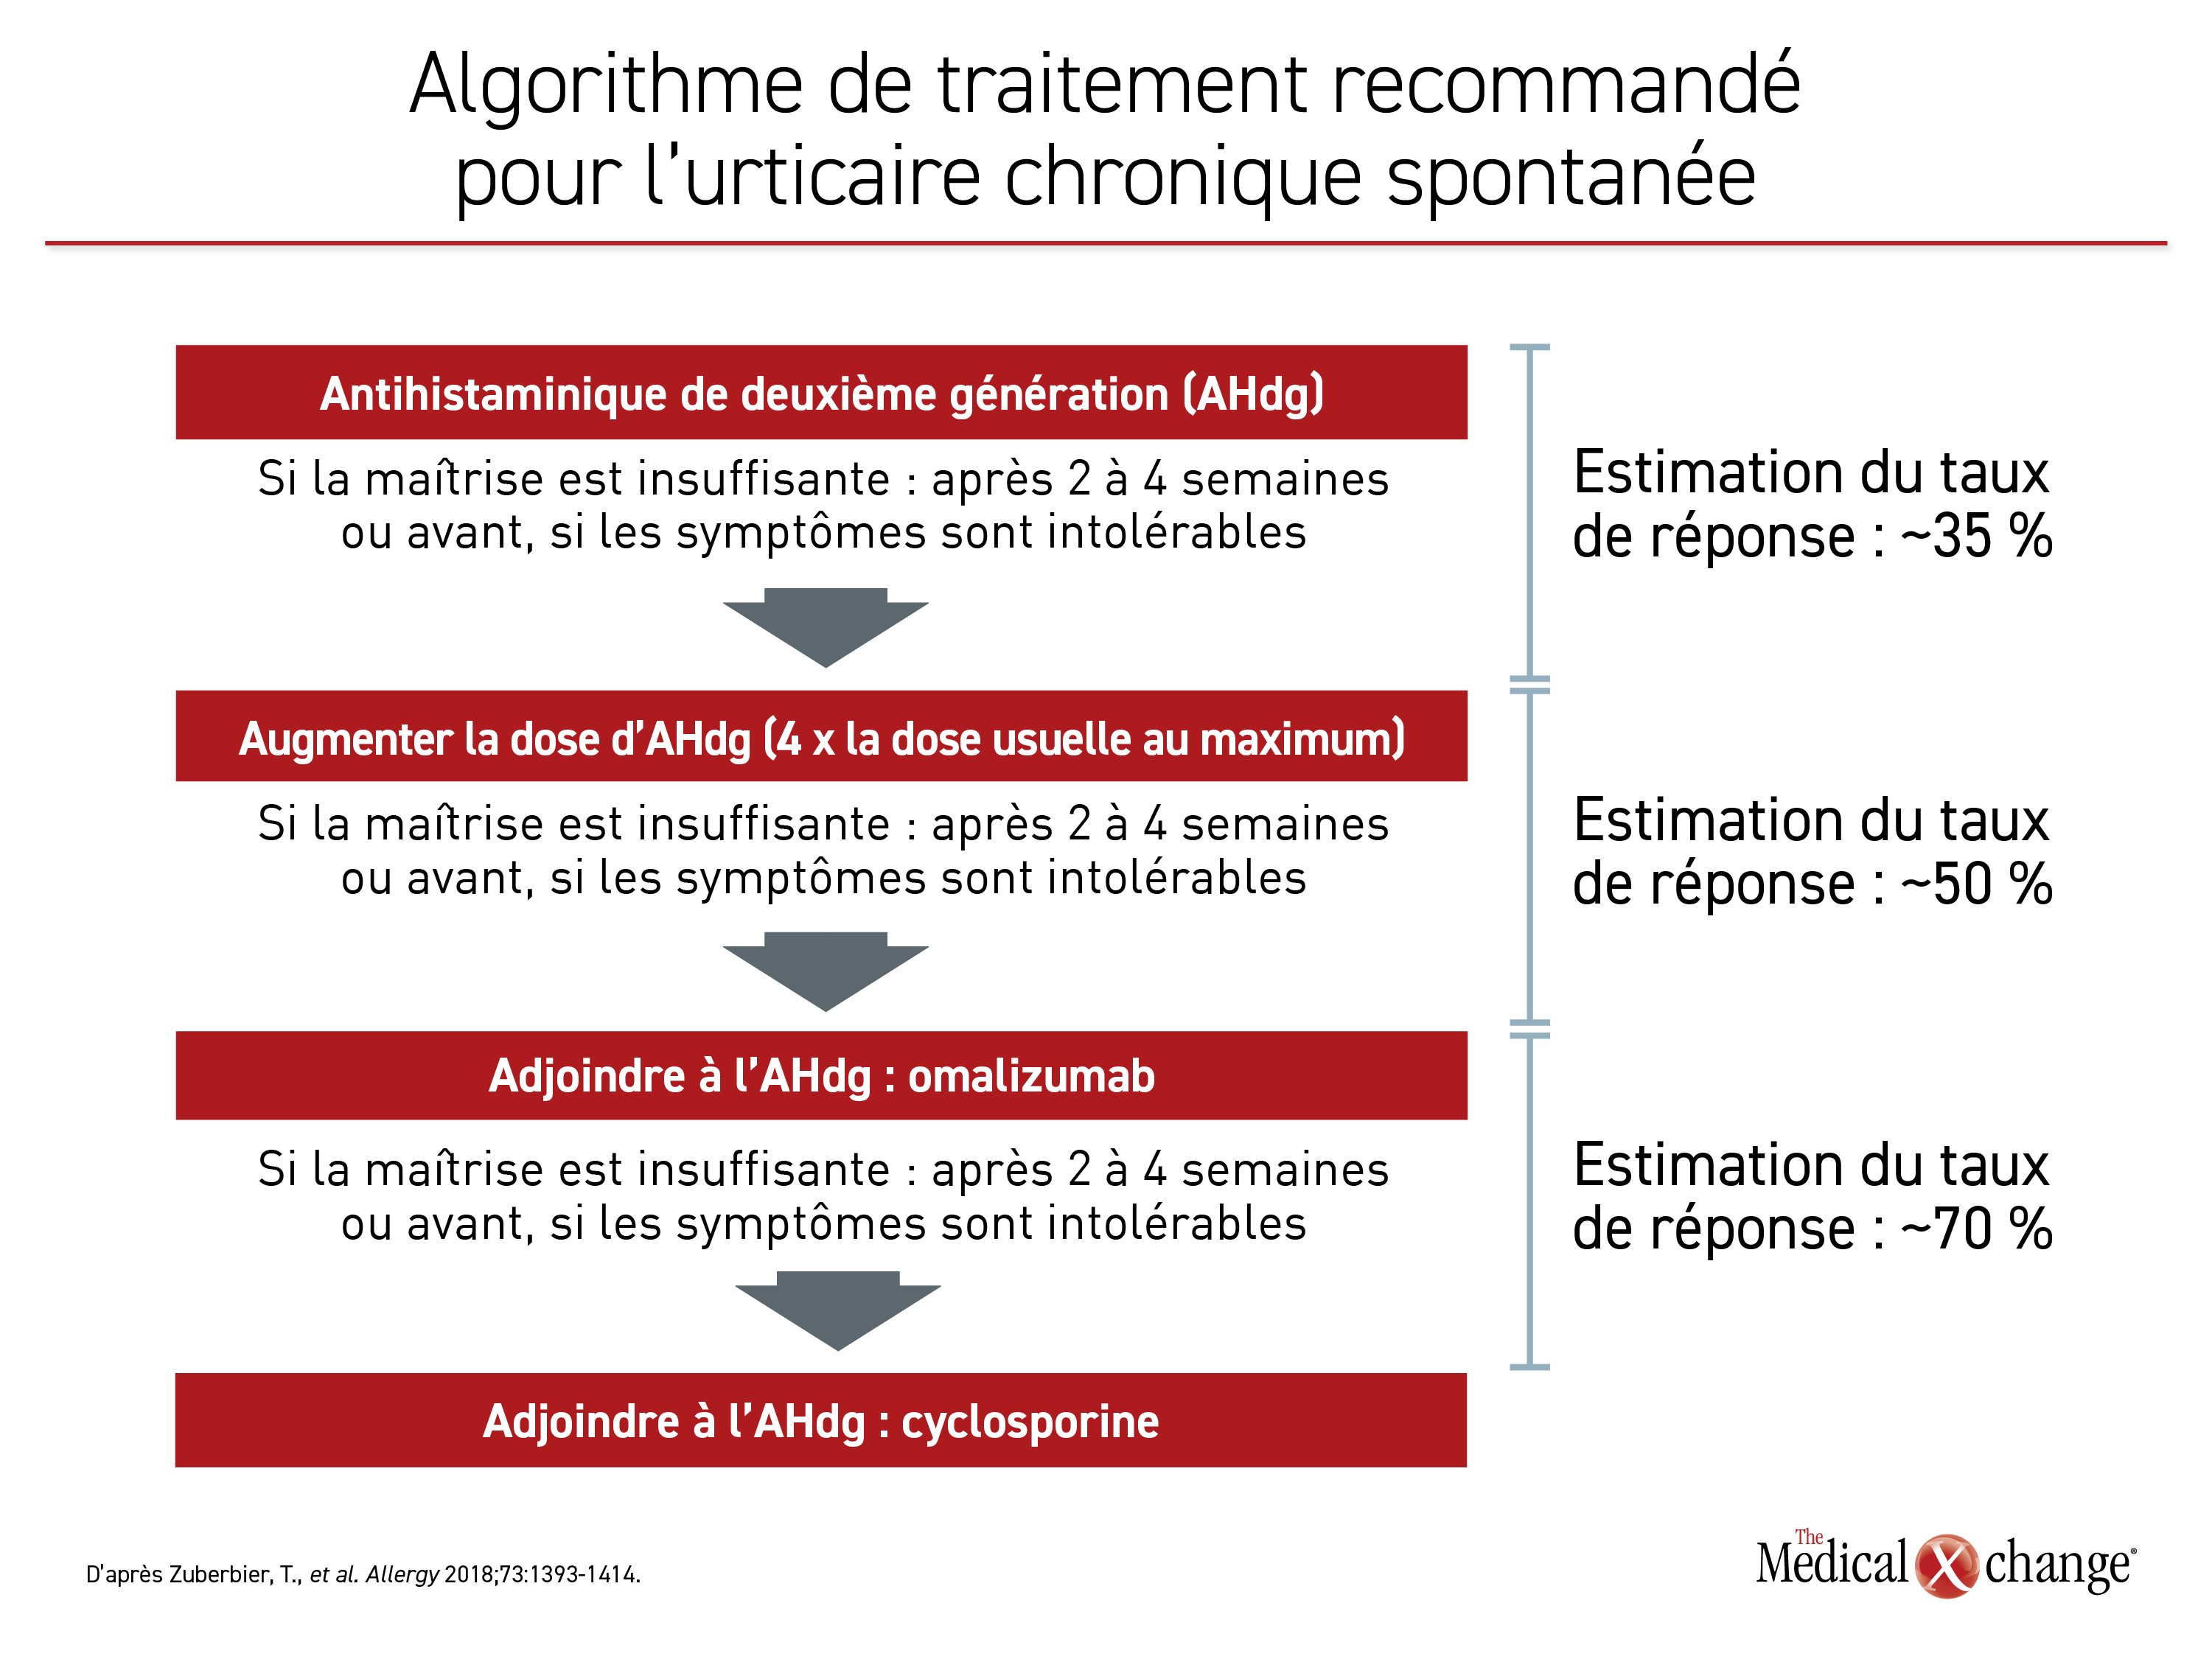 Algorithme de traitement recommandé
pour l’urticaire chronique spontanée
Antihistaminique de deuxième génération (AHdg)
Si la maîtrise est insuffisante : après 2 à 4 semaines
ou avant, si les symptômes sont intolérables
Estimation du taux
de réponse : ~35 %
Augmenter la dose d’AHdg (4 x la dose usuelle au maximum)
Si la maîtrise est insuffisante : après 2 à 4 semaines
ou avant, si les symptômes sont intolérables
Estimation du taux
de réponse : ~50 %
Adjoindre à l’AHdg : omalizumab
Si la maîtrise est insuffisante : après 2 à 4 semaines
ou avant, si les symptômes sont intolérables
Estimation du taux
de réponse : ~70 %
Adjoindre à l’AHdg : cyclosporine
D'après Zuberbier, T., et al. Allergy 2018;73:1393-1414.
The
Medical X change®